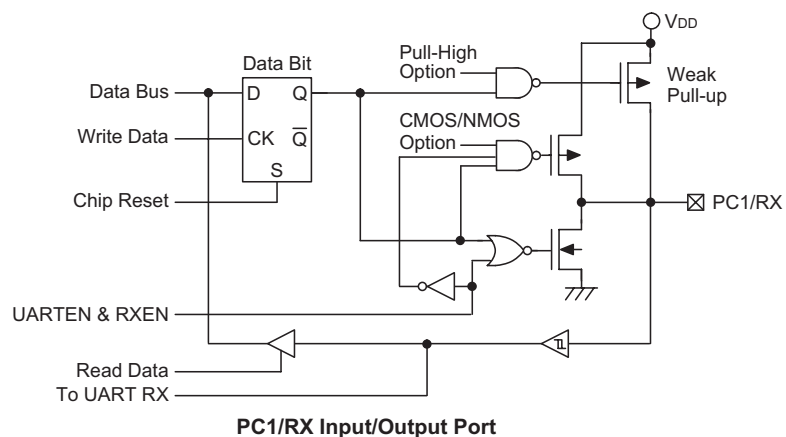 VDD
Pull-High
Option
Weak
Pull-up
Data Bit
Data Bus
D
Q
Write Data
CK
Q
S
CMOS/NMOS
Option
Chip Reset
PC1/RX
UARTEN & RXEN
Read Data
To UART RX
PC1/RX Input/Output Port